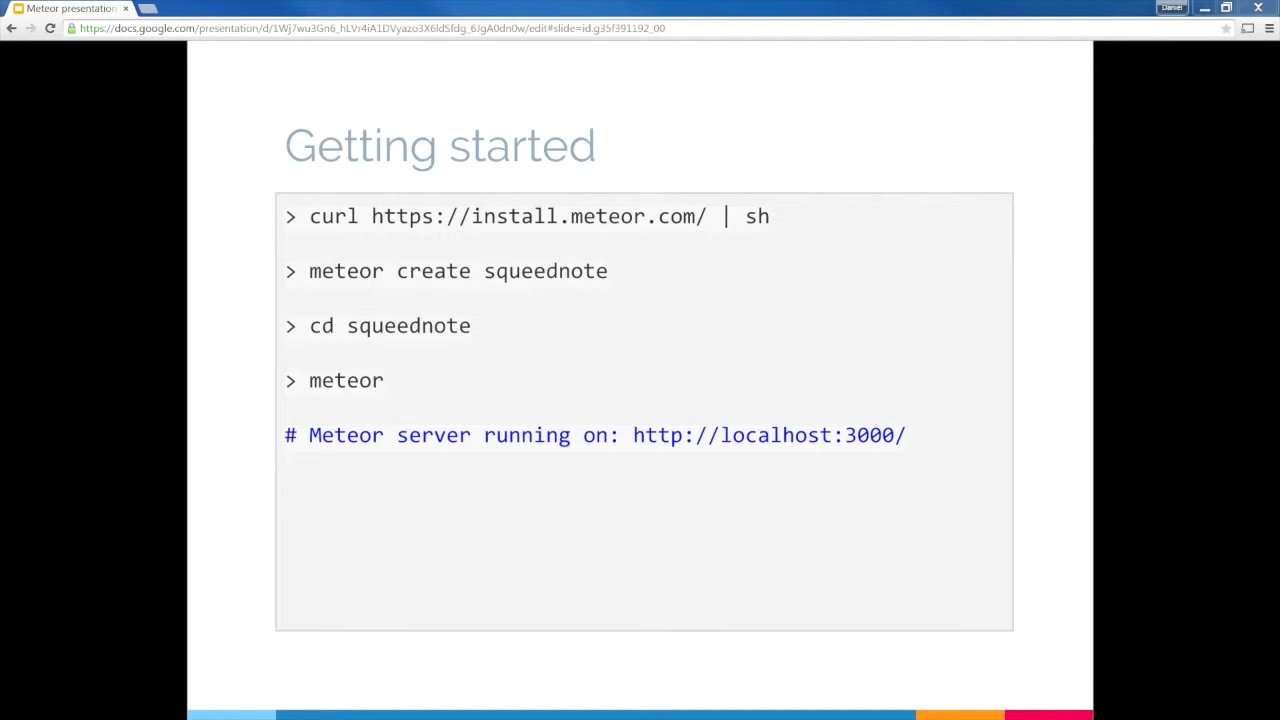 Meteor presentation
Daniel
https://docs.google.com/presentation/d/1Wj7wu3Gn6_hLVr4iA1DVyazo3X6ldSfdg_6JgA0dn0w/edit#slide=id.g35f391192_00
Getting started
> curl https://install.meteor.com/ | sh
> meteor create squeednote
> cd squeednote
> meteor
# Meteor server running on: http://localhost:3000/